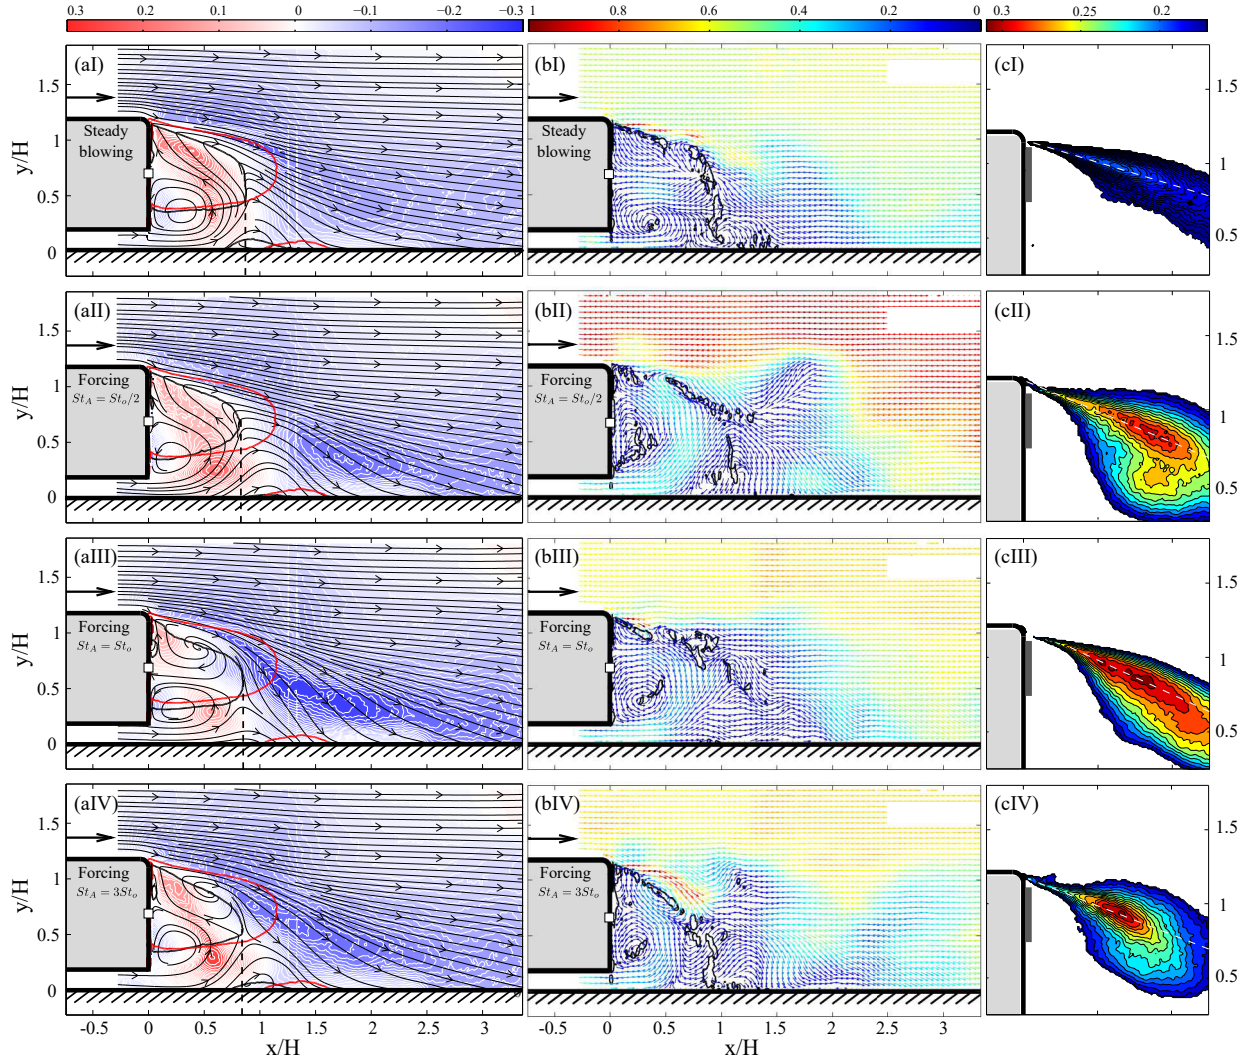 0.3 0.2 0.1 0 −0.1 −0.2 −0.3
1 0.8 0.6 0.4 0.2 0
0.3 0.25 0.2
(aI) (bI) (cI)
Steady
blowing
Steady
blowing
y/H
1.5
1
0.5
0
1.5
1
0.5
(aII) (bII) (cII)
Forcing
St_A = St_o/2
Forcing
St_A = St_o/2
y/H
1.5
1
0.5
0
1.5
1
0.5
(aIII) (bIII) (cIII)
Forcing
St_A = St_o
Forcing
St_A = St_o
y/H
1.5
1
0.5
0
1.5
1
0.5
(aIV) (bIV) (cIV)
Forcing
St_A = 3St_o
Forcing
St_A = 3St_o
y/H
1.5
1
0.5
0
1.5
1
0.5
-0.5 0 0.5 1 1.5 2 2.5 3
-0.5 0 0.5 1 1.5 2 2.5 3
x/H
x/H